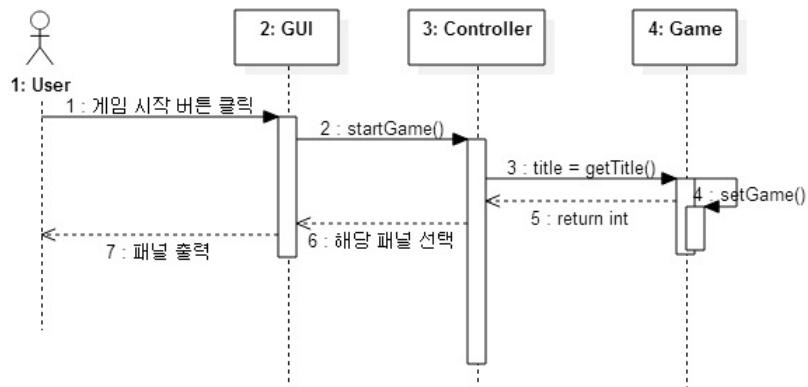 2: GUI
3: Controller
4: Game
1: User
1 : 게임 시작 버튼 클릭
2 : startGame()
3 : title = getTitle()
4 : setGame()
5 : return int
6 : 해당 패널 선택
7 : 패널 출력